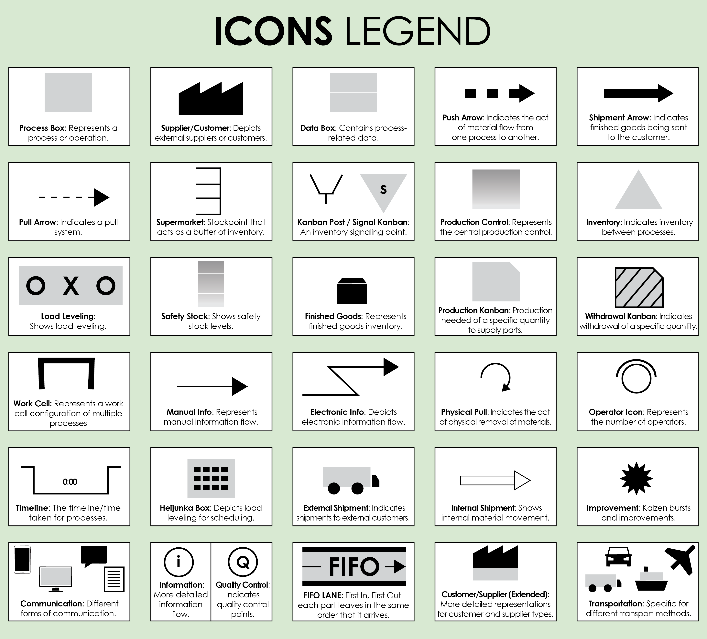 ICONS LEGEND
Process Box: Represents a
process or operation.
Supplier/Customer: Depicts
external suppliers or customers.
Data Box: Contains process-
related data.
Push Arrow: Indicates the act
of material flow from
one process to another.
Shipment Arrow: Indicates
finished goods being sent
to the customer.
Pull Arrow: Indicates a pull
system.
Supermarket: Stockpoint that
acts as a buffer of inventory.
S
Kanban Post / Signal Kanban:
An inventory signaling point.
Production Control: Represents
the central production control.
Inventory: Indicates inventory
between processes.
O X O
Load Leveling:
Shows load leveling.
Safety Stock: Shows safety
stock levels.
Finished Goods: Represents
finished goods inventory.
Production Kanban: Production
needed of a specific quantity
to supply parts.
Withdrawal Kanban: Indicates
withdrawal of a specific quantity.
Work Cell: Represents a work
cell configuration of multiple
processes
Manual Info: Represents
manual information flow.
Electronic Info: Depicts
electronic information flow.
Physical Pull: Indicates the act
of physical removal of materials.
Operator Icon: Represents
the number of operators.
0:00
Timeline: The timeline/time
taken for processes.
Heijunka Box: Depicts load
leveling for scheduling.
External Shipment: Indicates
shipments to external customers
Internal Shipment: Shows
internal material movement.
Improvement: Kaizen bursts
and improvements.
Communication: Different
forms of communication.
i
Information:
More detailed
information
flow.
Q
Quality Control:
Indicates
quality control
points.
FIFO
FIFO LANE: First In, First Out
each part leaves in the same
order that it arrives.
Customer/Supplier (Extended):
More detailed representations
for customer and supplier types.
Transportation: Specific for
different transport methods.